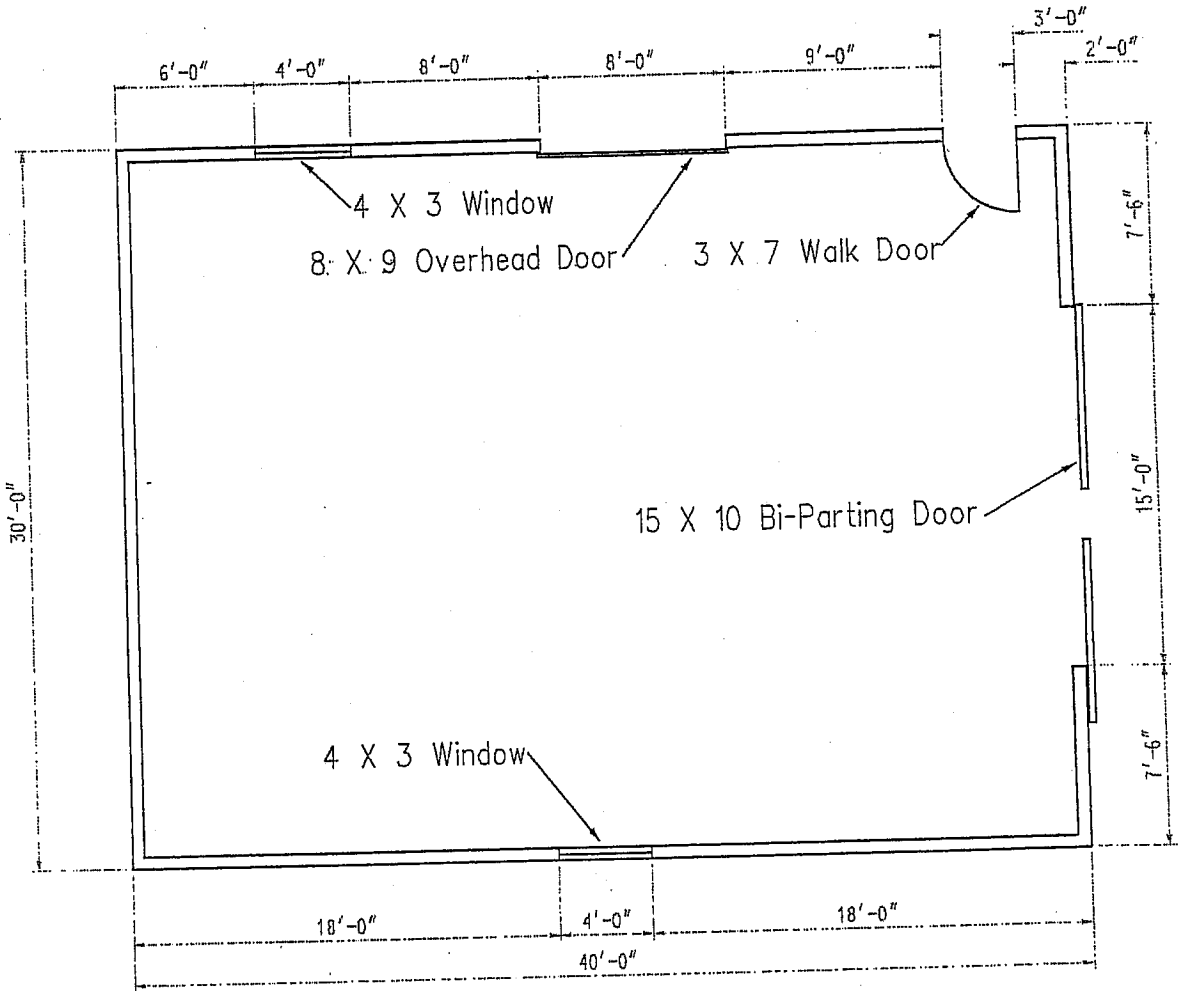 3'-0"
6'-0" 4'-0" 8'-0" 8'-0" 9'-0" 2'-0"
4 X 3 Window
8 X 9 Overhead Door
3 X 7 Walk Door
7'-6"
30'-0"
15'-0"
15 X 10 Bi-Parting Door
4 X 3 Window
7'-6"
18'-0" 4'-0" 18'-0"
40'-0"